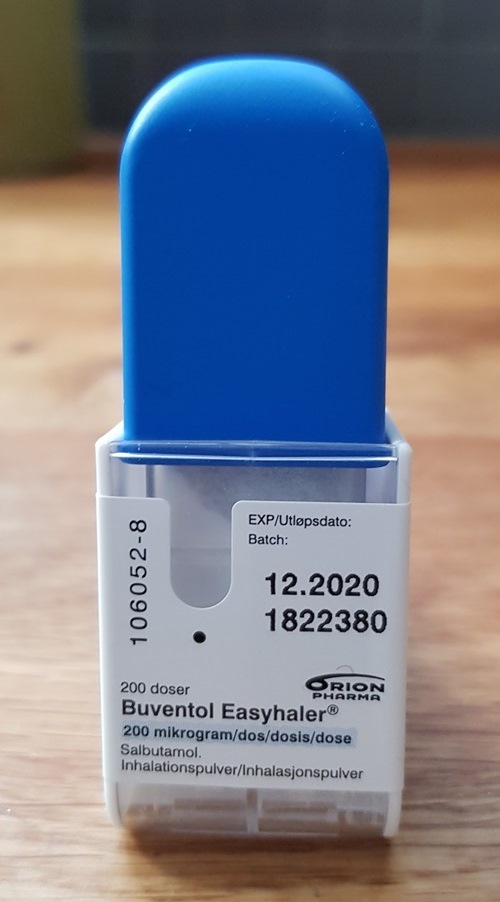 106052-8
EXP/Utløpsdato:
Batch:
12.2020
1822380
200 doser
ORION
PHARMA
Buventol Easyhaler®
200 mikrogram/dos/dosis/dose
Salbutamol.
Inhalationspulver/Inhalasjonspulver